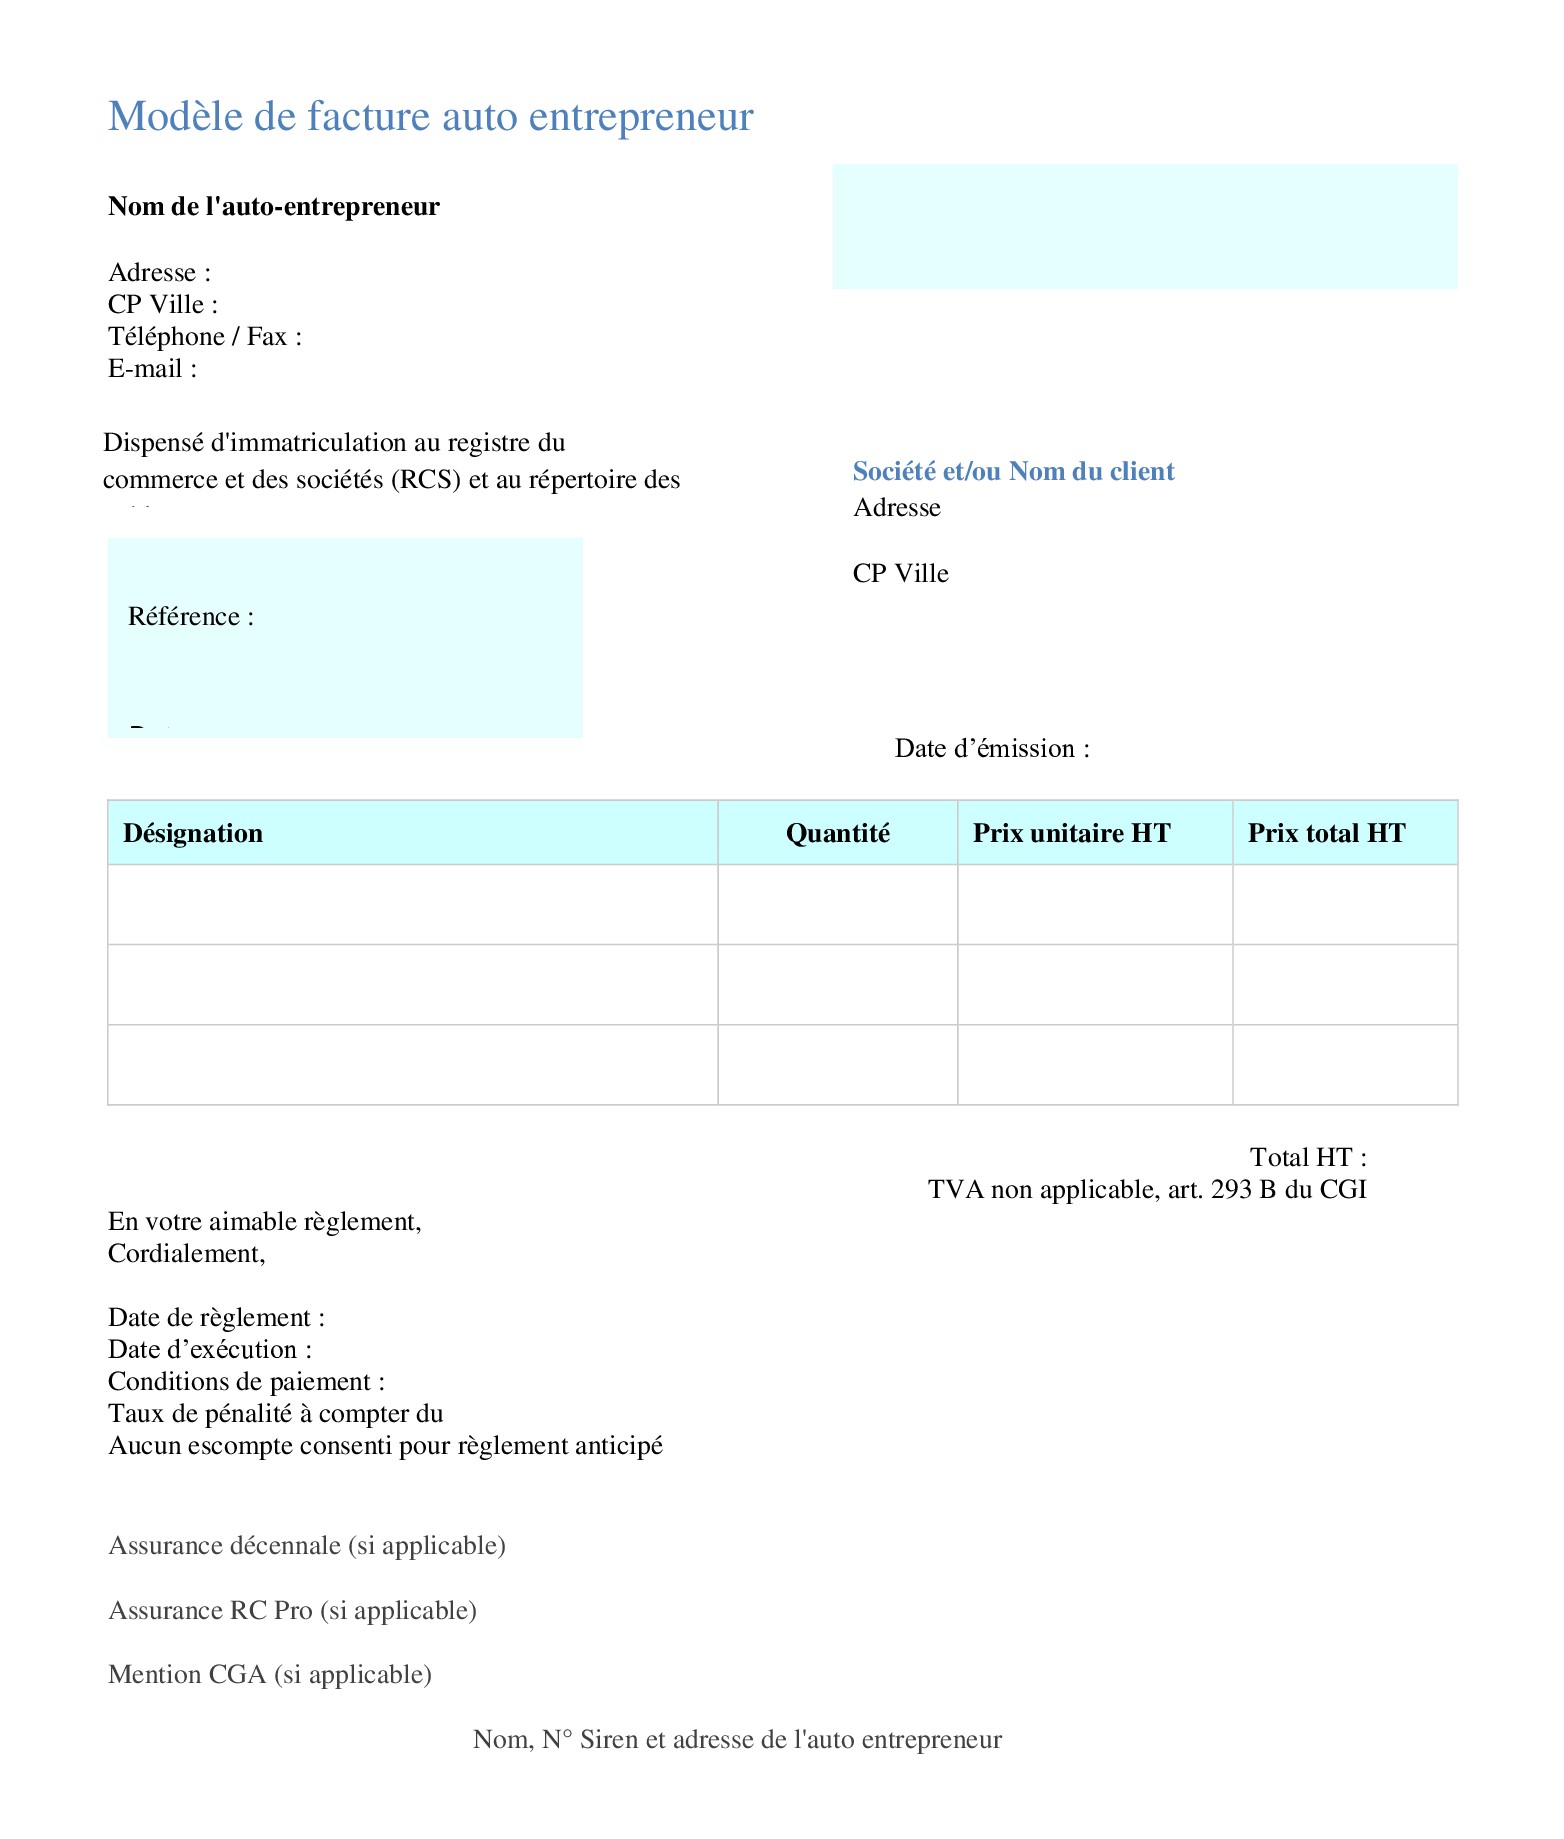 Modèle de facture auto entrepreneur
Nom de l'auto-entrepreneur
Adresse :
CP Ville :
Téléphone / Fax :
E-mail :
Dispensé d'immatriculation au registre du
commerce et des sociétés (RCS) et au répertoire des
Société et/ou Nom du client
Adresse
CP Ville
Référence :
Date d’émission :
Désignation Quantité Prix unitaire HT Prix total HT
Total HT :
TVA non applicable, art. 293 B du CGI
En votre aimable règlement,
Cordialement,
Date de règlement :
Date d’exécution :
Conditions de paiement :
Taux de pénalité à compter du
Aucun escompte consenti pour règlement anticipé
Assurance décennale (si applicable)
Assurance RC Pro (si applicable)
Mention CGA (si applicable)
Nom, N° Siren et adresse de l'auto entrepreneur